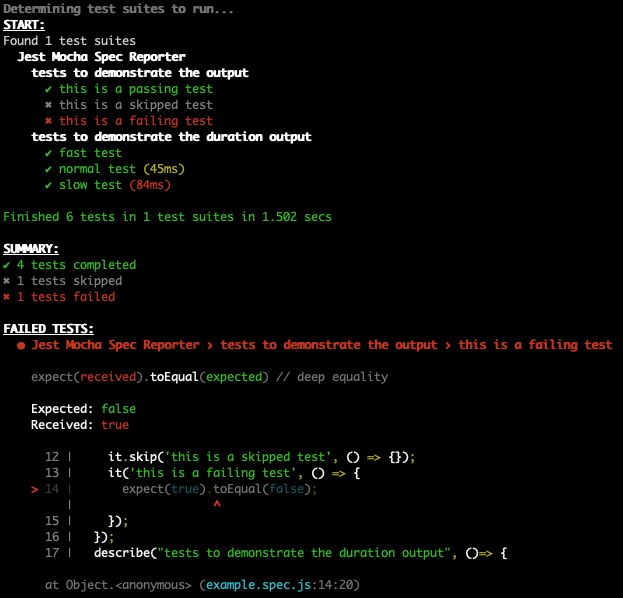 Determining test suites to run...
START:
Found 1 test suites
Jest Mocha Spec Reporter
tests to demonstrate the output
✔ this is a passing test
✖ this is a skipped test
✖ this is a failing test
tests to demonstrate the duration output
✔ fast test
✔ normal test (45ms)
✔ slow test (84ms)
Finished 6 tests in 1 test suites in 1.502 secs
SUMMARY:
✔ 4 tests completed
✖ 1 tests skipped
✖ 1 tests failed
FAILED TESTS:
● Jest Mocha Spec Reporter › tests to demonstrate the output › this is a failing test
expect(received).toEqual(expected) // deep equality
Expected: false
Received: true
12 |     it.skip('this is a skipped test', () => {});
13 |     it('this is a failing test', () => {
> 14 |       expect(true).toEqual(false);
|                    ^
15 |     });
16 |   });
17 |   describe("tests to demonstrate the duration output", ()=> {
at Object.<anonymous> (example.spec.js:14:20)